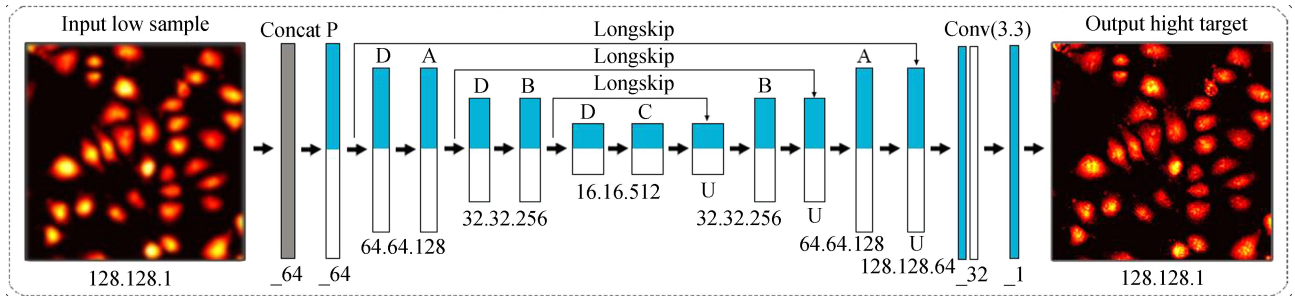 Input low sample
Concat P
Longskip
Conv(3.3)
Output hight target
Longskip
Longskip
D
A
D
B
D
C
B
A
16.16.512
U
32.32.256
32.32.256
U
64.64.128
64.64.128
U
128.128.64
128.128.1
_64
_64
_32
_1
128.128.1